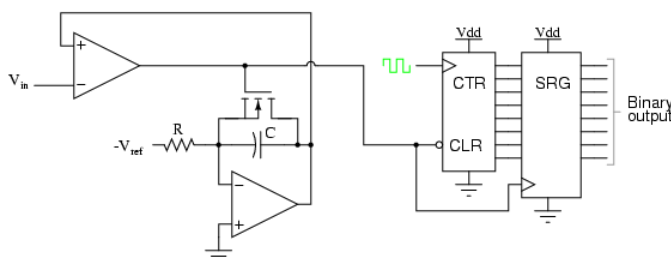 Vdd Vdd
+
Vin −
CTR SRG
Binary
output
R C
CLR
-Vref
−
+